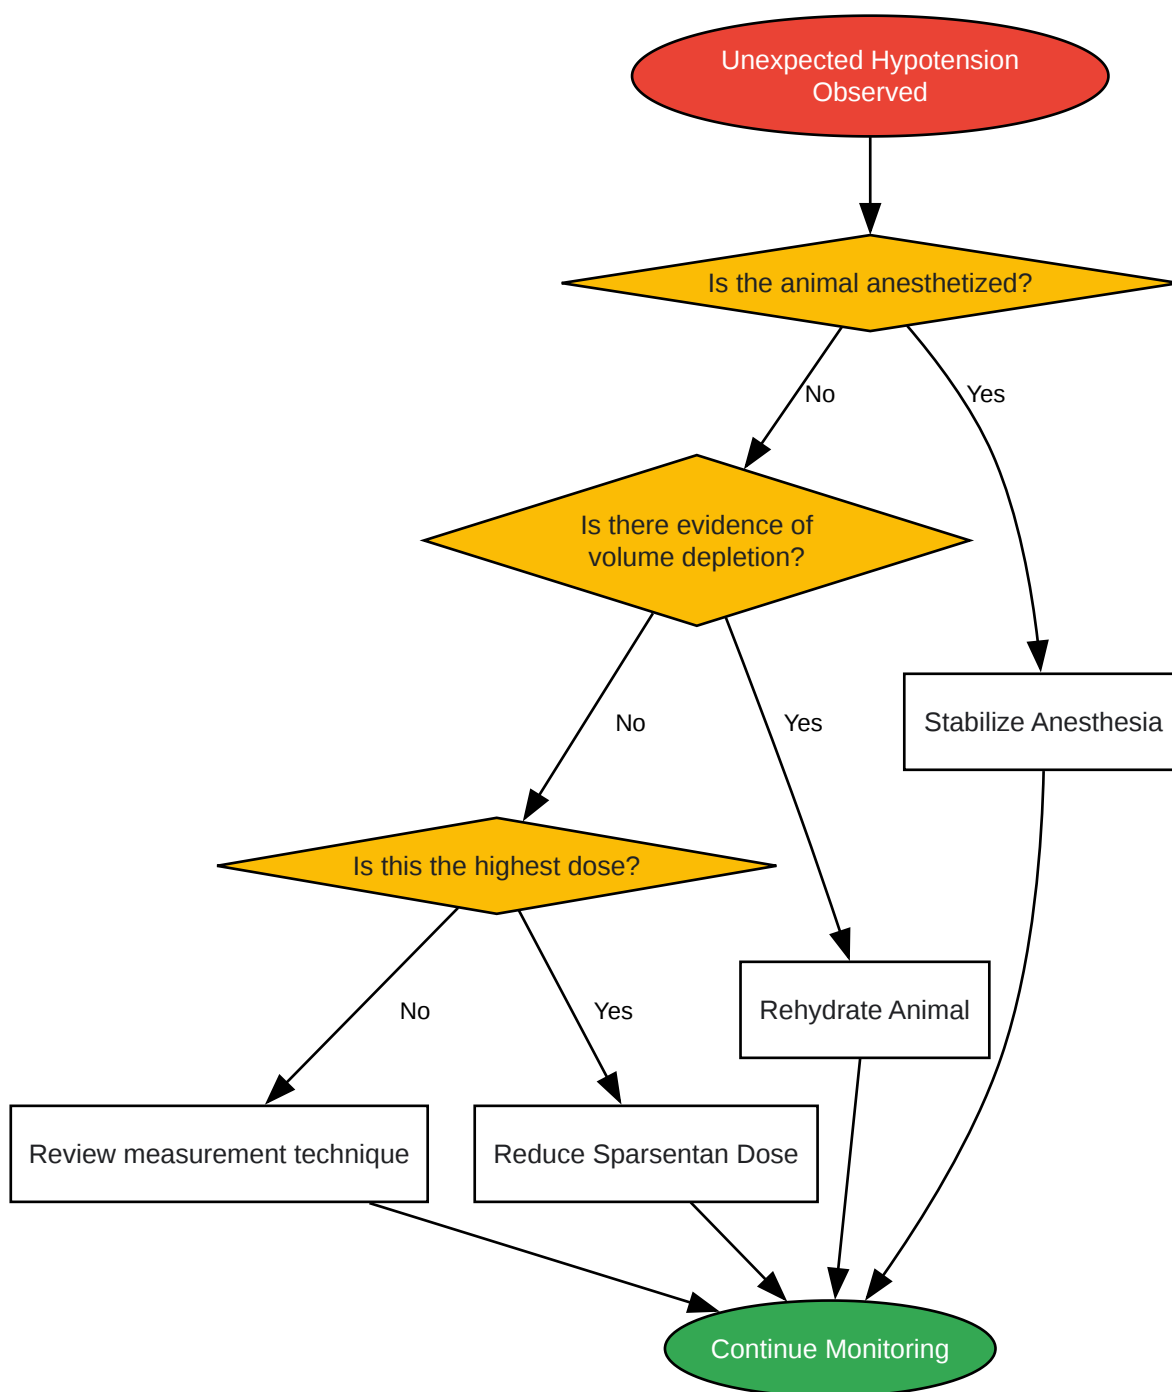 Unexpected Hypotension
Observed
Is the animal anesthetized?
No
Yes
Is there evidence of
volume depletion?
No
Yes
Stabilize Anesthesia
Is this the highest dose?
No
Yes
Rehydrate Animal
Review measurement technique
Reduce Sparsentan Dose
Continue Monitoring